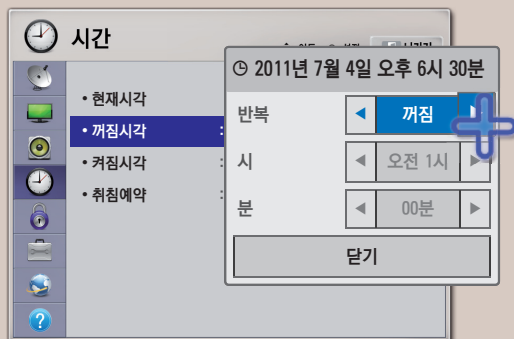 시간
⏲ 2011년 7월 4일 오후 6시 30분
• 현재시각
• 꺼짐시각 :
• 켜짐시각 :
• 취침예약 :
반복 ◀ 꺼짐
시 ◀ 오전 1시 ▶
분 ◀ 00분 ▶
닫기
?